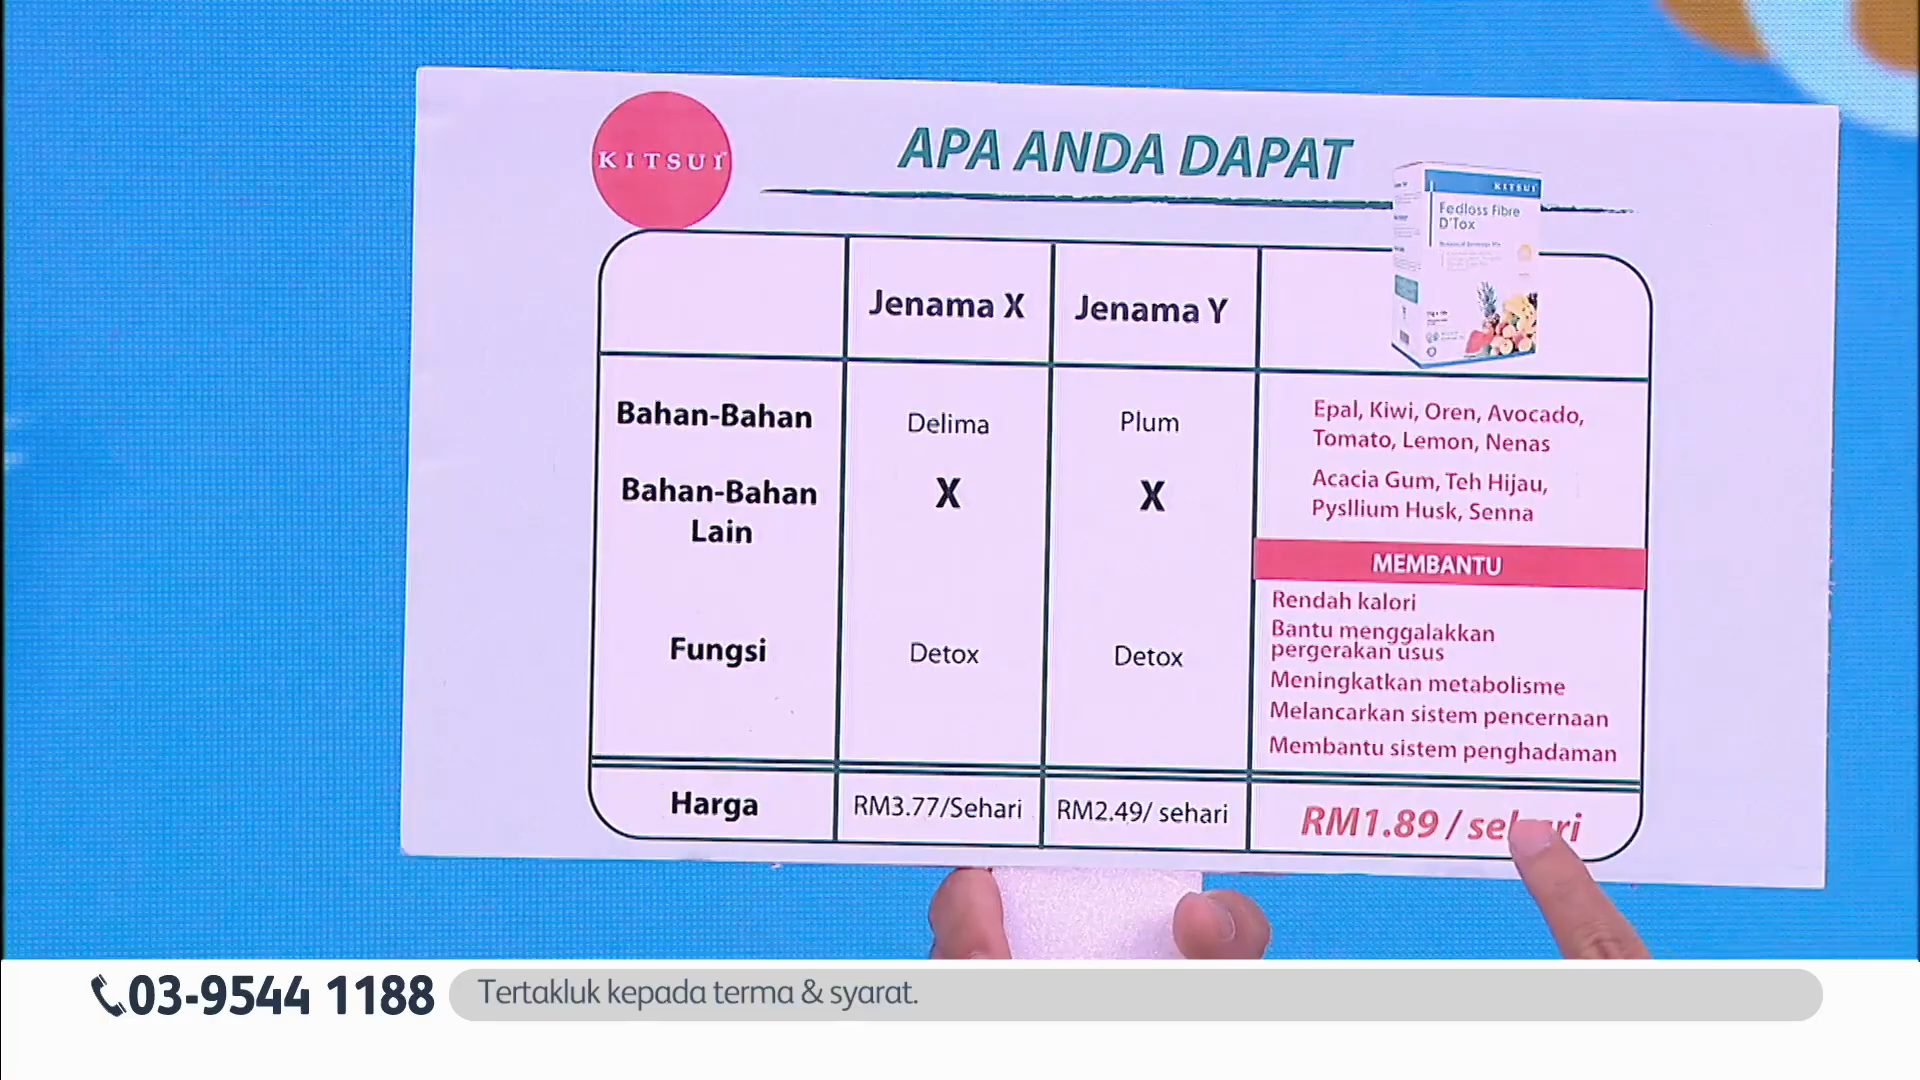 KITSUI
APA ANDA DAPAT
KITSUI
Fedloss Fibre
D'Tox
Jenama X
Jenama Y
Bahan-Bahan
Delima
Plum
Epal, Kiwi, Oren, Avocado,
Tomato, Lemon, Nenas
Bahan-Bahan
Lain
X
X
Acacia Gum, Teh Hijau,
Pysllium Husk, Senna
MEMBANTU
Fungsi
Detox
Detox
Rendah kalori
Bantu menggalakkan
pergerakan usus
Meningkatkan metabolisme
Melancarkan sistem pencernaan
Membantu sistem penghadaman
Harga
RM3.77/Sehari
RM2.49/ sehari
RM1.89 /
03-9544 1188
Tertakluk kepada terma & syarat.